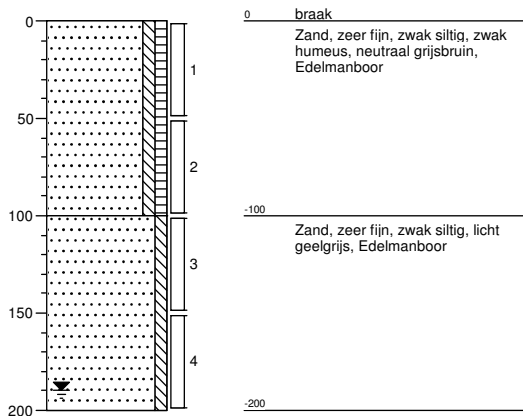 0
50
100
150
200
1
2
3
4
0
braak
Zand, zeer fijn, zwak siltig, zwak
humeus, neutraal grijsbruin,
Edelmanboor
-100
Zand, zeer fijn, zwak siltig, licht
geelgrijs, Edelmanboor
-200